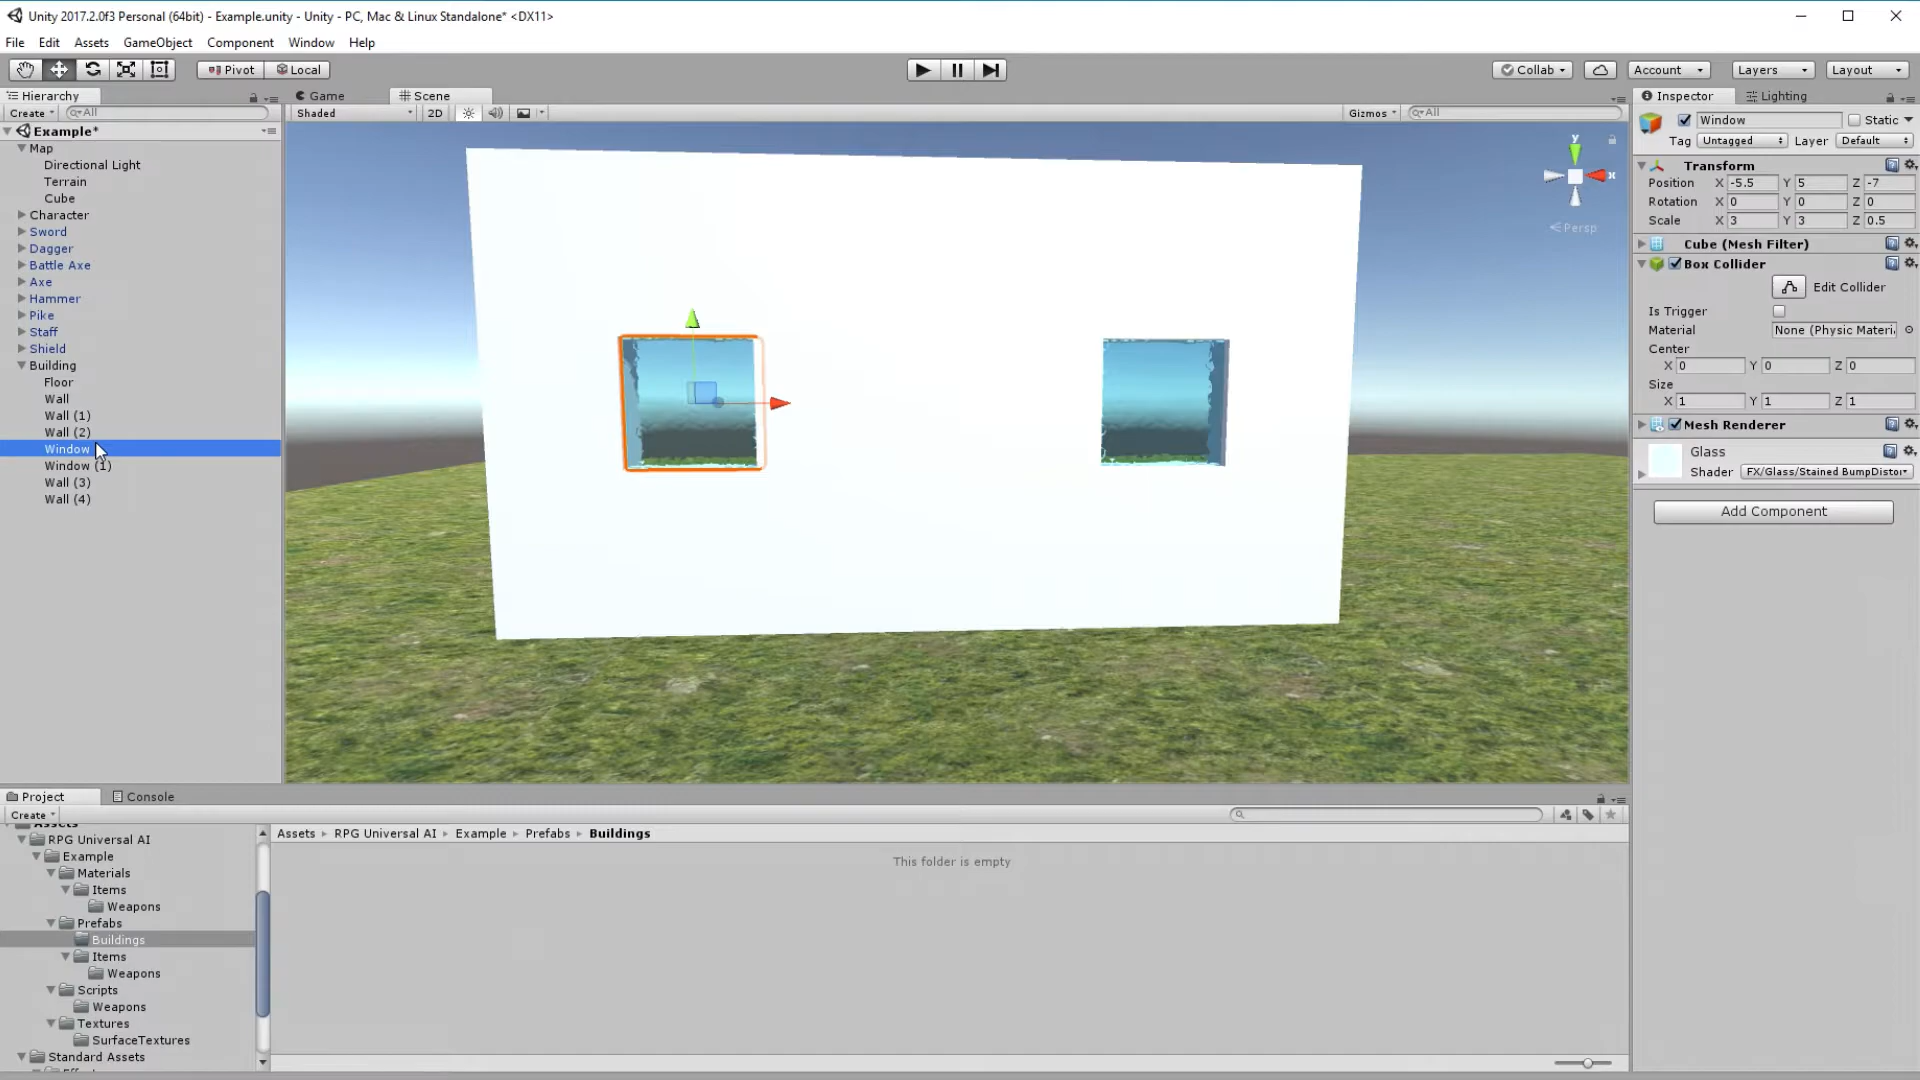 Unity 2017.2.0f3 Personal (64bit) - Example.unity - Unity - PC, Mac & Linux Standalone* <DX11>
File Edit Assets GameObject Component Window Help
Pivot Local Collab Account Layers Layout
Hierarchy
Create All
Example*
Map
Directional Light
Terrain
Cube
Character
Sword
Dagger
Battle Axe
Axe
Hammer
Pike
Staff
Shield
Building
Floor
Wall
Wall (1)
Wall (2)
Window
Window (1)
Wall (3)
Wall (4)
Game Scene
Shaded 2D Gizmos All
y
x
Persp
Inspector Lighting
Window Static
Tag Untagged Layer Default
Transform
Position X -5.5 Y 5 Z -7
Rotation X 0 Y 0 Z 0
Scale X 3 Y 3 Z 0.5
Cube (Mesh Filter)
Box Collider
Edit Collider
Is Trigger
Material None (Physic Materi
Center
X 0 Y 0 Z 0
Size
X 1 Y 1 Z 1
Mesh Renderer
Glass
Shader FX/Glass/Stained BumpDistor
Add Component
Project Console
Create
Assets
RPG Universal AI
Example
Materials
Items
Weapons
Prefabs
Buildings
Items
Weapons
Scripts
Weapons
Textures
SurfaceTextures
Standard Assets
Assets RPG Universal AI Example Prefabs Buildings
This folder is empty